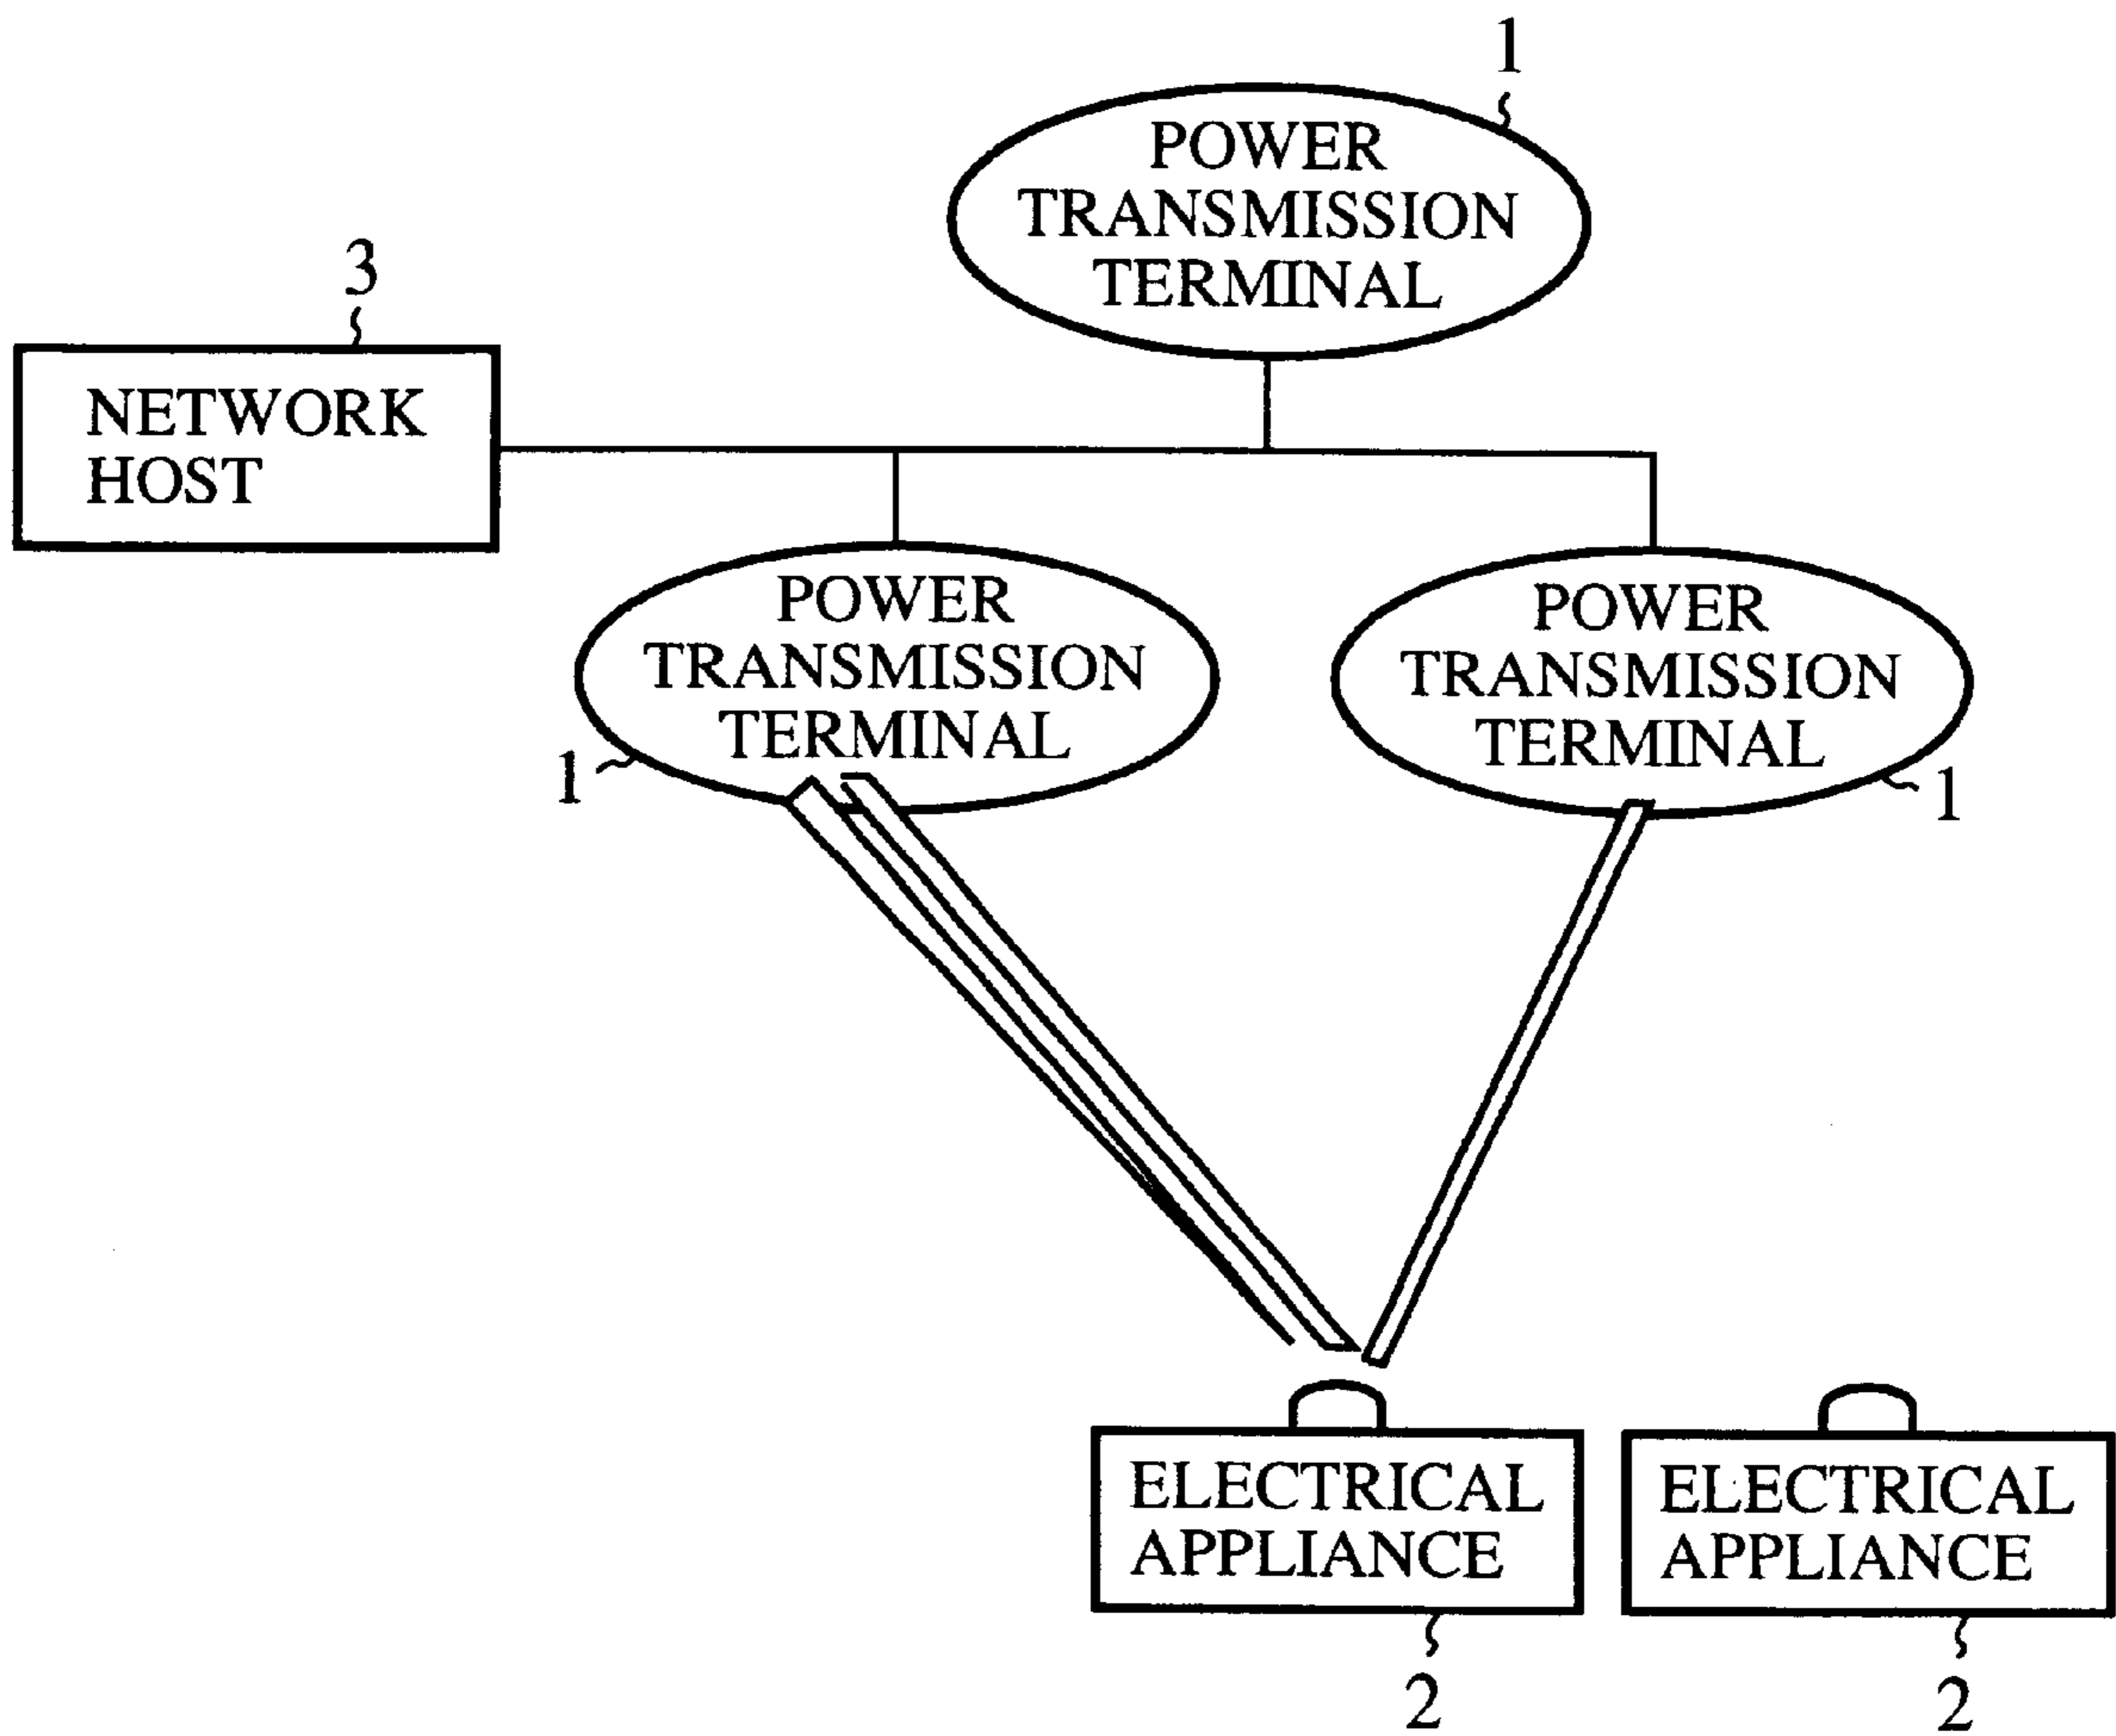 1
POWER
TRANSMISSION
TERMINAL
3
NETWORK
HOST
POWER
TRANSMISSION
TERMINAL
1
POWER
TRANSMISSION
TERMINAL
1
ELECTRICAL
APPLIANCE
2
ELECTRICAL
APPLIANCE
2